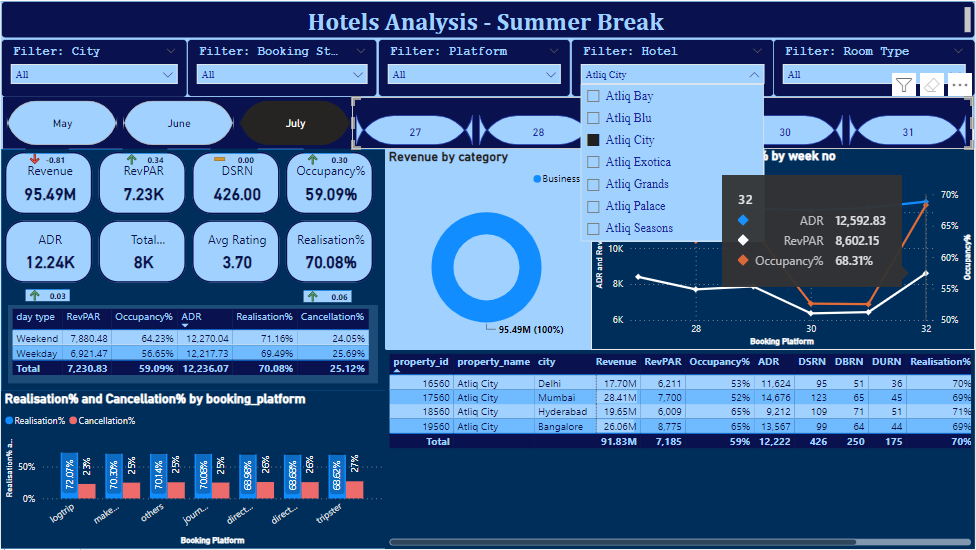 Hotels Analysis - Summer Break
Filter: City
Filter: Booking St...
Filter: Platform
Filter: Hotel
Filter: Room Type
All
All
All
Atliq City
All
Atliq Bay
Atliq Blu
Atliq City
Atliq Exotica
Atliq Grands
Atliq Palace
Atliq Seasons
May
June
July
27
28
30
31
-0.81
Revenue
95.49M
0.34
RevPAR
7.23K
0.00
DSRN
426.00
0.30
Occupancy%
59.09%
ADR
12.24K
Total...
8K
Avg Rating
3.70
Realisation%
70.08%
0.03
0.06
day type RevPAR Occupancy% ADR Realisation% Cancellation%
Weekend 7,880.48 64.23% 12,270.04 71.16% 24.05%
Weekday 6,921.47 56.65% 12,217.73 69.49% 25.69%
Total 7,230.83 59.09% 12,236.07 70.08% 25.12%
Revenue by category
Business
95.49M (100%)
% by week no
32
ADR 12,592.83
RevPAR 8,602.15
Occupancy% 68.31%
ADR and Rev
10K
8K
6K
70%
65%
60%
55%
50%
Occupancy%
28
30
32
Booking Platform
property_id property_name city Revenue RevPAR Occupancy% ADR DSRN DBRN DURN Realisation%
16560 Atliq City Delhi 17.70M 6,211 53% 11,624 95 51 36 70%
17560 Atliq City Mumbai 28.41M 7,700 52% 14,676 123 65 45 69%
18560 Atliq City Hyderabad 19.65M 6,009 65% 9,212 109 71 51 71%
19560 Atliq City Bangalore 26.06M 8,775 65% 13,567 99 64 44 69%
Total 91.83M 7,185 59% 12,222 426 250 175 70%
Realisation% and Cancellation% by booking_platform
Realisation% Cancellation%
Realisation% a...
50%
0%
72.07% 23%
70.30% 25%
70.14% 25%
70.08% 25%
26%
26%
68.62% 27%
logtrip
make...
others
journ...
direct...
direct...
tripster
Booking Platform